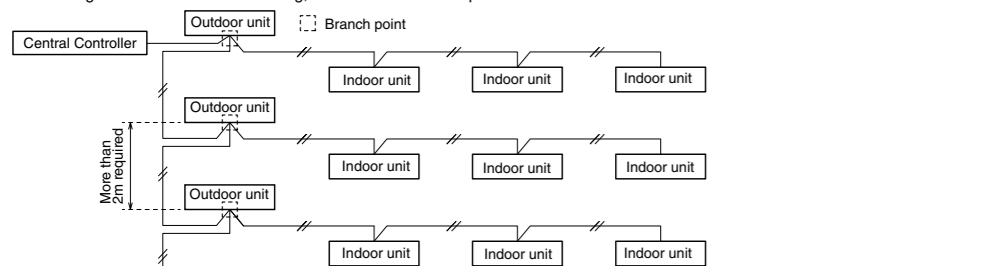 Outdoor unit
Branch point
Central Controller
Indoor unit
Indoor unit
Indoor unit
Outdoor unit
More than
2m required
Indoor unit
Indoor unit
Indoor unit
Outdoor unit
Indoor unit
Indoor unit
Indoor unit